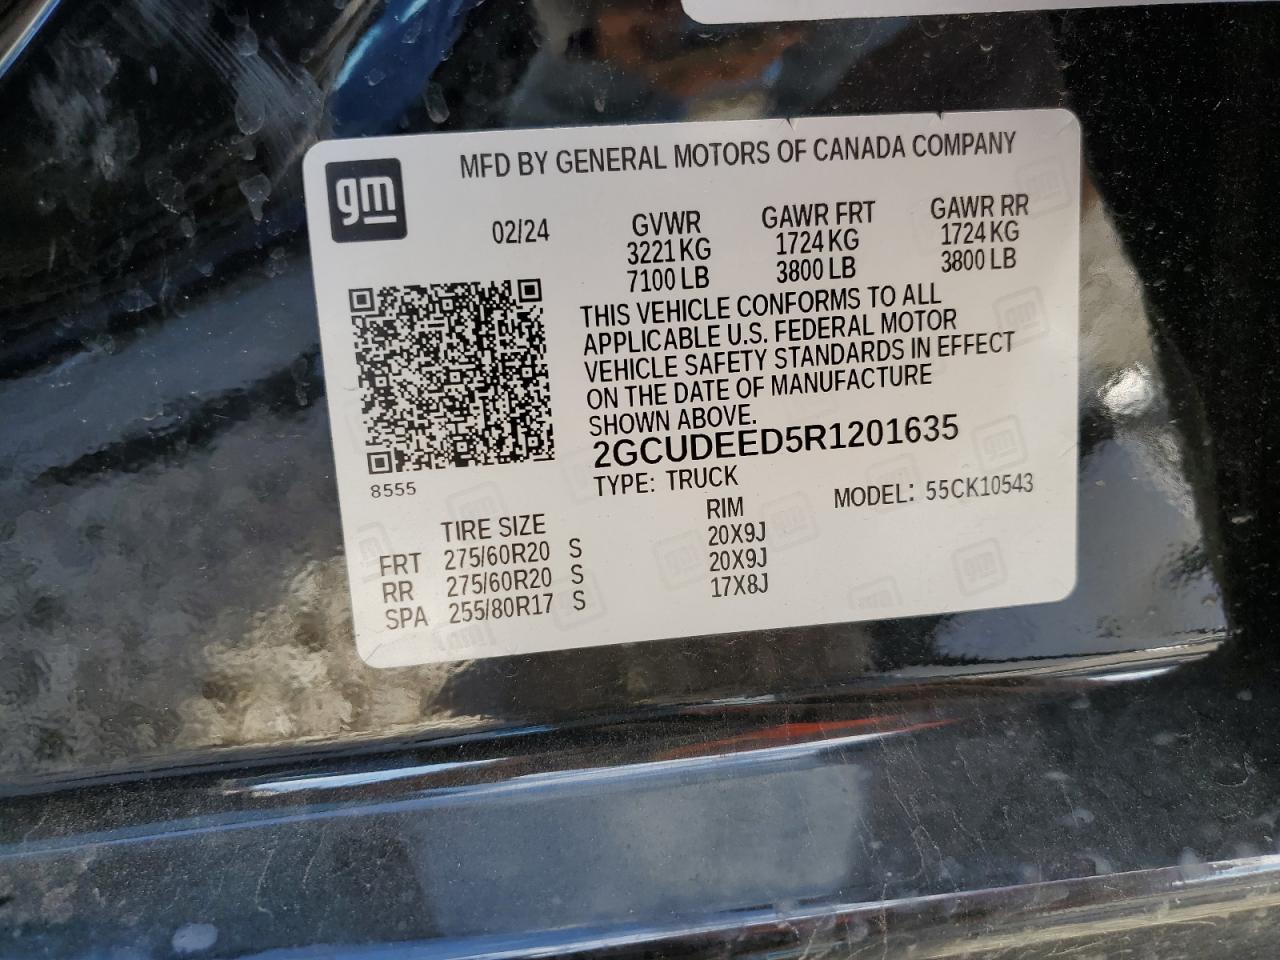 MFD BY GENERAL MOTORS OF CANADA COMPANY
gm
02/24 GVWR GAWR FRT GAWR RR
3221 KG 1724 KG 1724 KG
7100 LB 3800 LB 3800 LB
THIS VEHICLE CONFORMS TO ALL
APPLICABLE U.S. FEDERAL MOTOR
VEHICLE SAFETY STANDARDS IN EFFECT
ON THE DATE OF MANUFACTURE
SHOWN ABOVE.
2GCUDEED5R1201635
8555
TYPE: TRUCK MODEL: 55CK10543
TIRE SIZE RIM
FRT 275/60R20 S 20X9J
RR 275/60R20 S 20X9J
SPA 255/80R17 S 17X8J